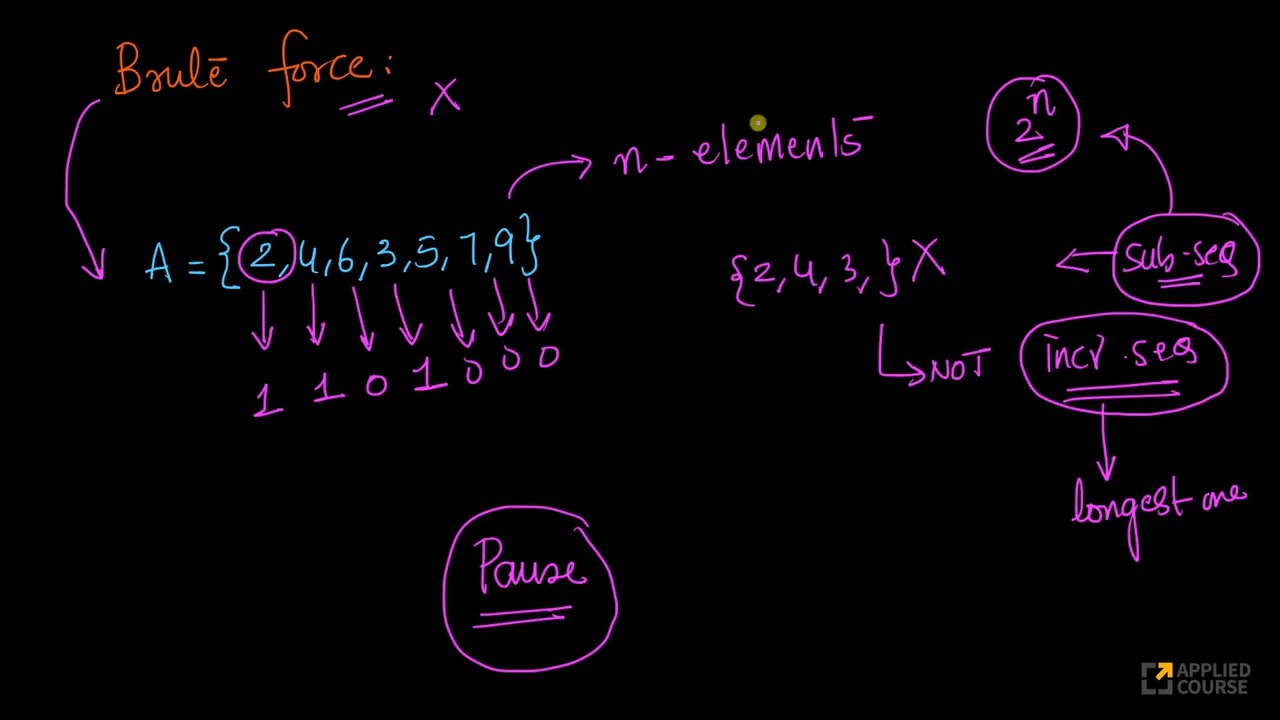 Brute force: X
n - elements
2^n
A = {2, 4, 6, 3, 5, 7, 9}
{2, 4, 3, } X
sub-seq
1 1 0 1 0 0 0
NOT
incr. seq
longest one
Pause
APPLIED
COURSE